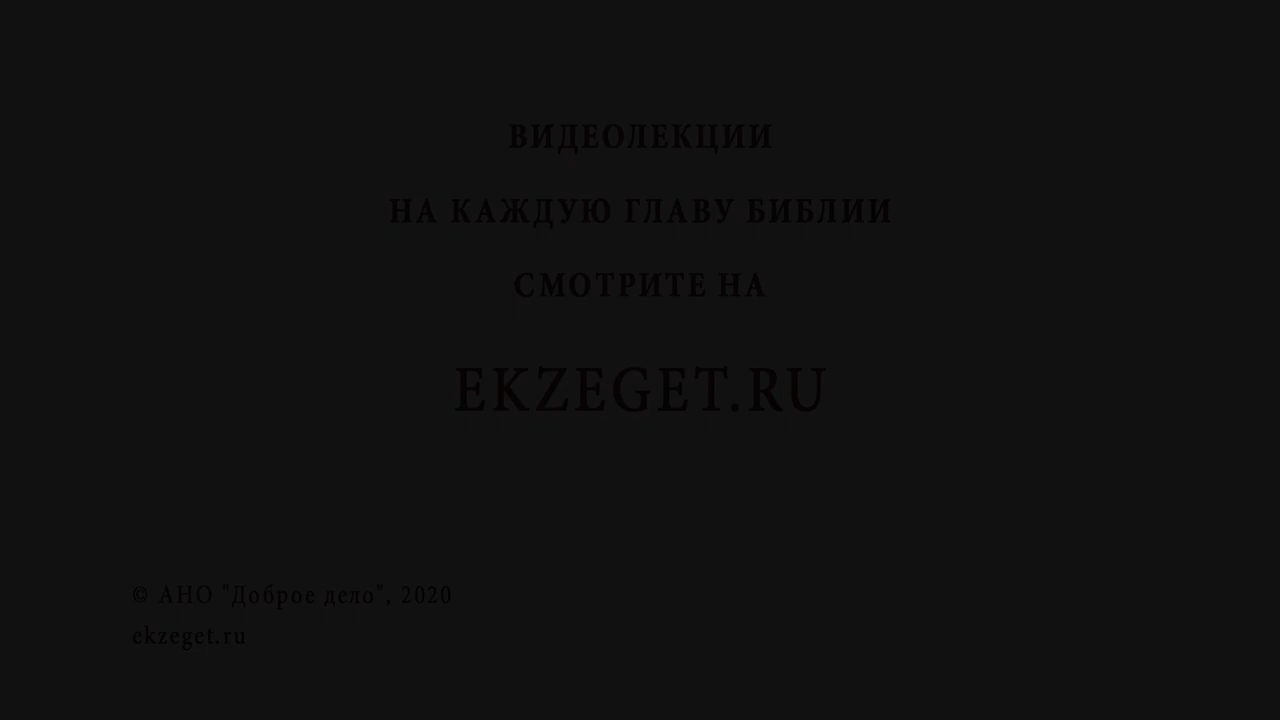 ВИДЕОЛЕКЦИИ
НА КАЖДУЮ ГЛАВУ БИБЛИИ
СМОТРИТЕ НА
EKZEGET.RU
© АНО "Доброе дело", 2020
ekzeget.ru